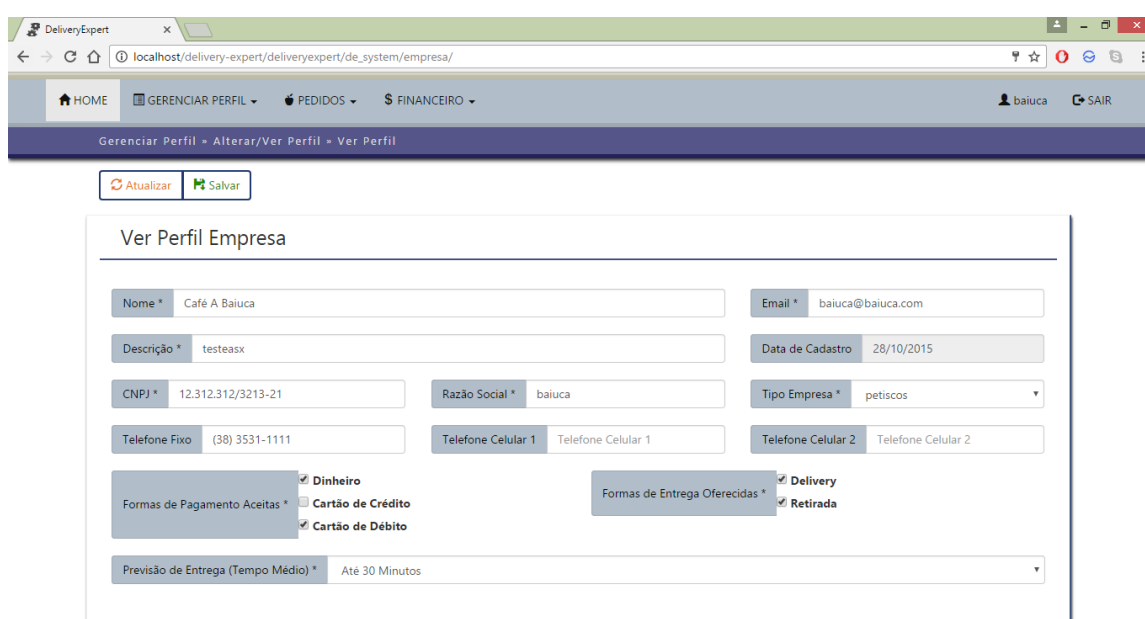 DeliveryExpert
localhost/delivery-expert/deliveryexpert/de_system/empresa/
HOME GERENCIAR PERFIL PEDIDOS $ FINANCEIRO baiuca SAIR
Gerenciar Perfil » Alterar/Ver Perfil » Ver Perfil
Atualizar Salvar
Ver Perfil Empresa
Nome * Café A Baiuca Email * baiuca@baiuca.com
Descrição * testeasx Data de Cadastro 28/10/2015
CNPJ * 12.312.312/3213-21 Razão Social * baiuca Tipo Empresa * petiscos
Telefone Fixo (38) 3531-1111 Telefone Celular 1 Telefone Celular 1 Telefone Celular 2 Telefone Celular 2
Formas de Pagamento Aceitas * Dinheiro
Cartão de Crédito
Cartão de Débito
Formas de Entrega Oferecidas * Delivery
Retirada
Previsão de Entrega (Tempo Médio) * Até 30 Minutos